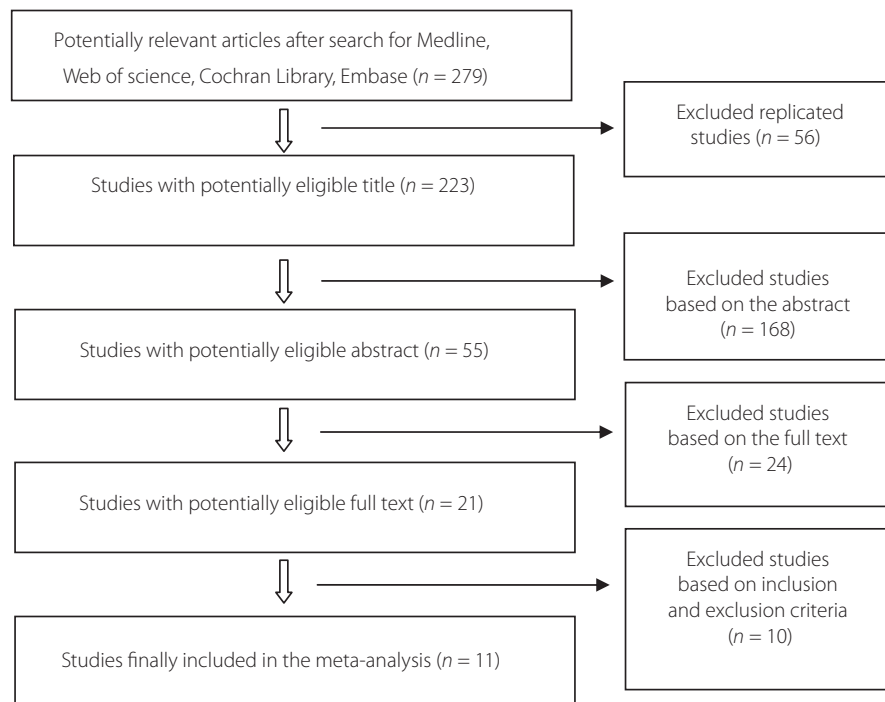 Potentially relevant articles after search for Medline,
Web of science, Cochran Library, Embase (n = 279)
Excluded replicated
studies (n = 56)
Studies with potentially eligible title (n = 223)
Excluded studies
based on the abstract
(n = 168)
Studies with potentially eligible abstract (n = 55)
Excluded studies
based on the full text
(n = 24)
Studies with potentially eligible full text (n = 21)
Excluded studies
based on inclusion
and exclusion criteria
(n = 10)
Studies finally included in the meta-analysis (n = 11)